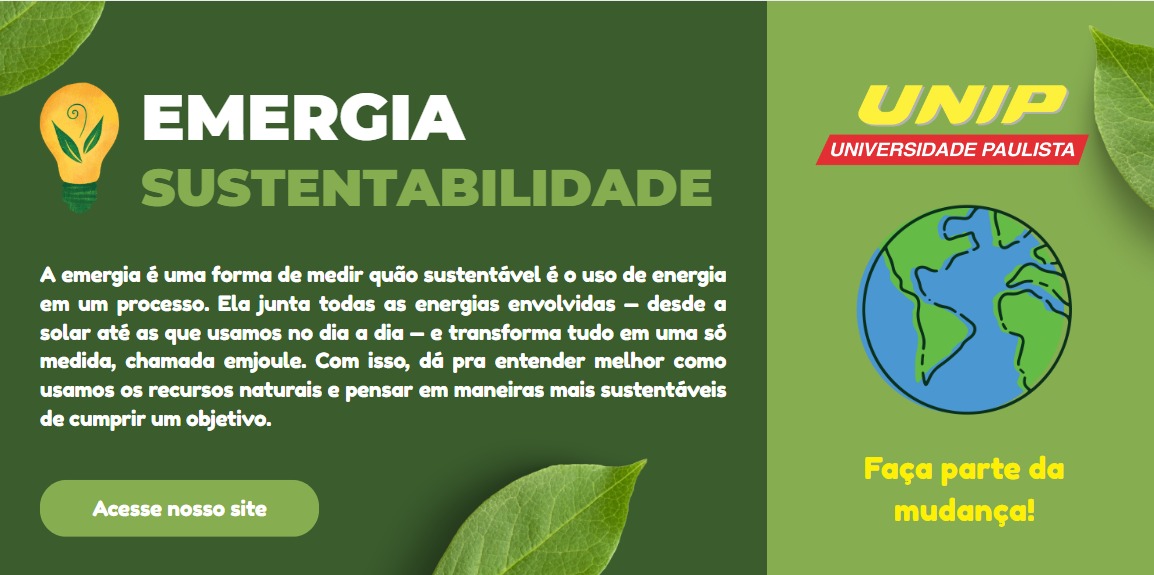 EMERGIA
SUSTENTABILIDADE
A emergia é uma forma de medir quão sustentável é o uso de energia
em um processo. Ela junta todas as energias envolvidas – desde a
solar até as que usamos no dia a dia – e transforma tudo em uma só
medida, chamada emjoule. Com isso, dá pra entender melhor como
usamos os recursos naturais e pensar em maneiras mais sustentáveis
de cumprir um objetivo.
Acesse nosso site
UNIP
UNIVERSIDADE PAULISTA
Faça parte da
mudança!